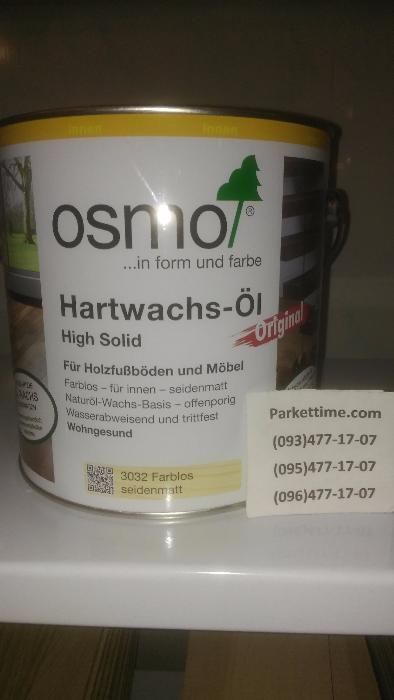 innen innen
osmo®
...in form und farbe
Hartwachs-Öl
Original
High Solid
Für Holzfußböden und Möbel
Farblos – für innen – seidenmatt
Naturöl-Wachs-Basis – offenporig
Wasserabweisend und trittfest
Wohngesund
3032 Farblos
seidenmatt
Parkettime.com
(093)477-17-07
(095)477-17-07
(096)477-17-07